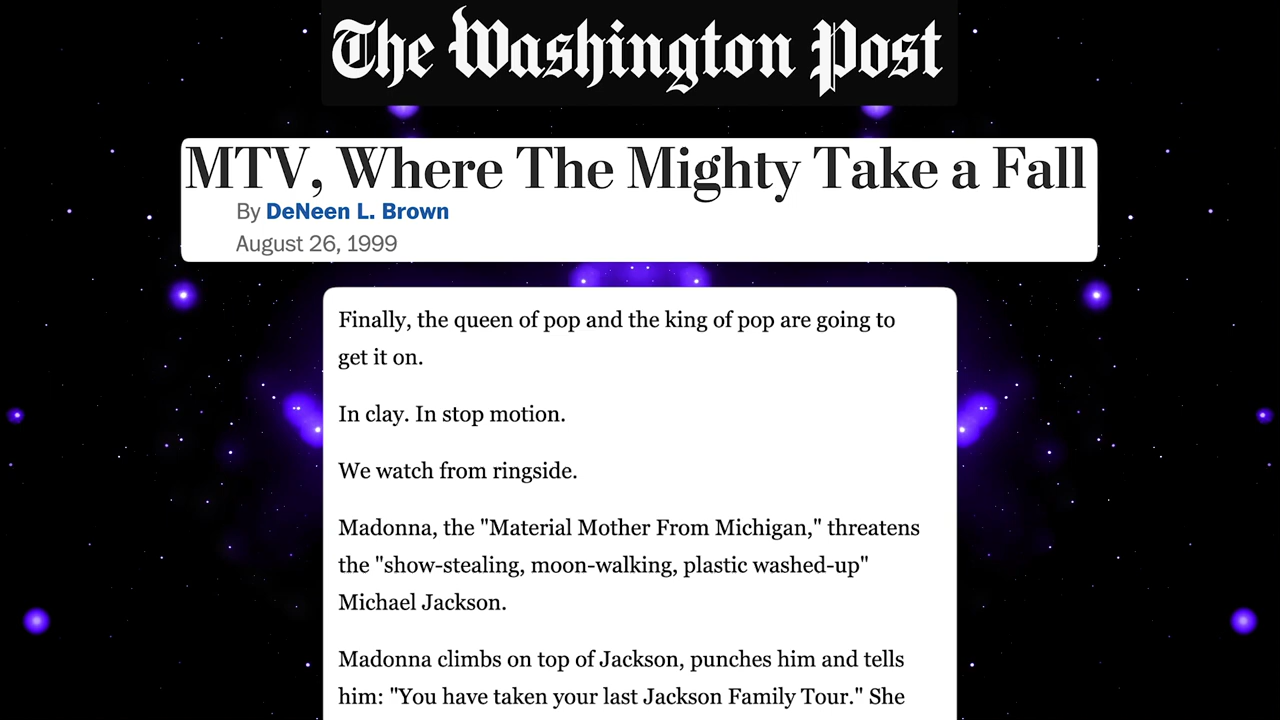 The Washington Post
MTV, Where The Mighty Take a Fall
By DeNeen L. Brown
August 26, 1999
Finally, the queen of pop and the king of pop are going to
get it on.
In clay. In stop motion.
We watch from ringside.
Madonna, the "Material Mother From Michigan," threatens
the "show-stealing, moon-walking, plastic washed-up"
Michael Jackson.
Madonna climbs on top of Jackson, punches him and tells
him: "You have taken your last Jackson Family Tour." She